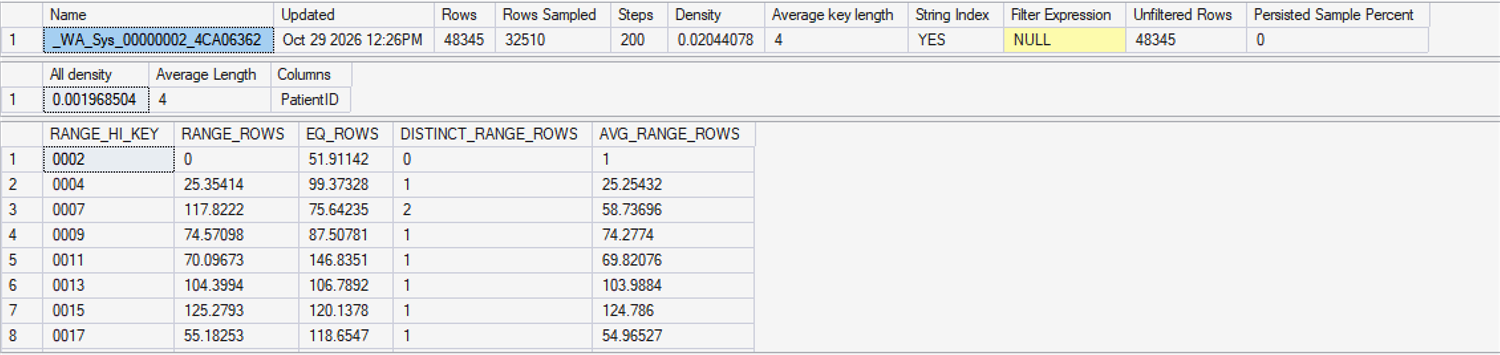 Name Updated Rows Rows Sampled Steps Density Average key length String Index Filter Expression Unfiltered Rows Persisted Sample Percent
1 _WA_Sys_00000002_4CA06362 Oct 29 2026 12:26PM 48345 32510 200 0.02044078 4 YES NULL 48345 0
All density Average Length Columns
1 0.001968504 4 PatientID
RANGE_HI_KEY RANGE_ROWS EQ_ROWS DISTINCT_RANGE_ROWS AVG_RANGE_ROWS
1 0002 0 51.91142 0 1
2 0004 25.35414 99.37328 1 25.25432
3 0007 117.8222 75.64235 2 58.73696
4 0009 74.57098 87.50781 1 74.2774
5 0011 70.09673 146.8351 1 69.82076
6 0013 104.3994 106.7892 1 103.9884
7 0015 125.2793 120.1378 1 124.786
8 0017 55.18253 118.6547 1 54.96527